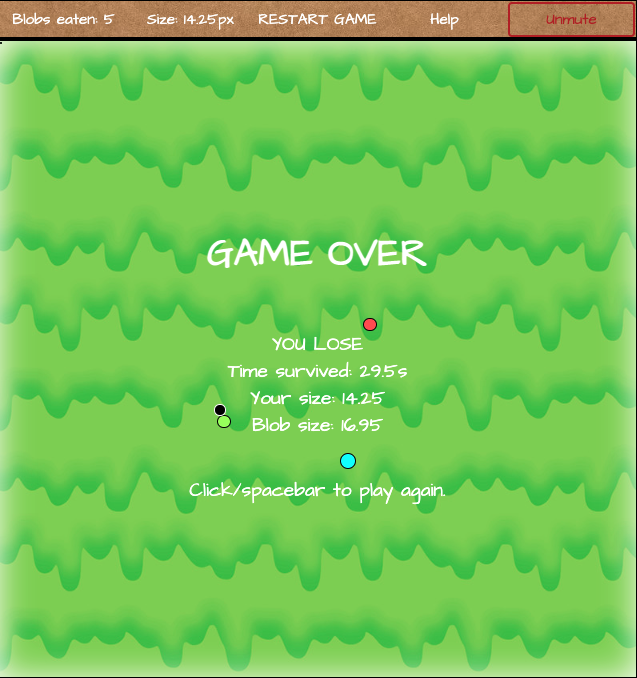 Blobs eaten: 5 Size: 14.25px RESTART GAME Help Unmute
GAME OVER
YOU LOSE
Time survived: 29.5s
Your size: 14.25
Blob size: 16.95
Click/spacebar to play again.